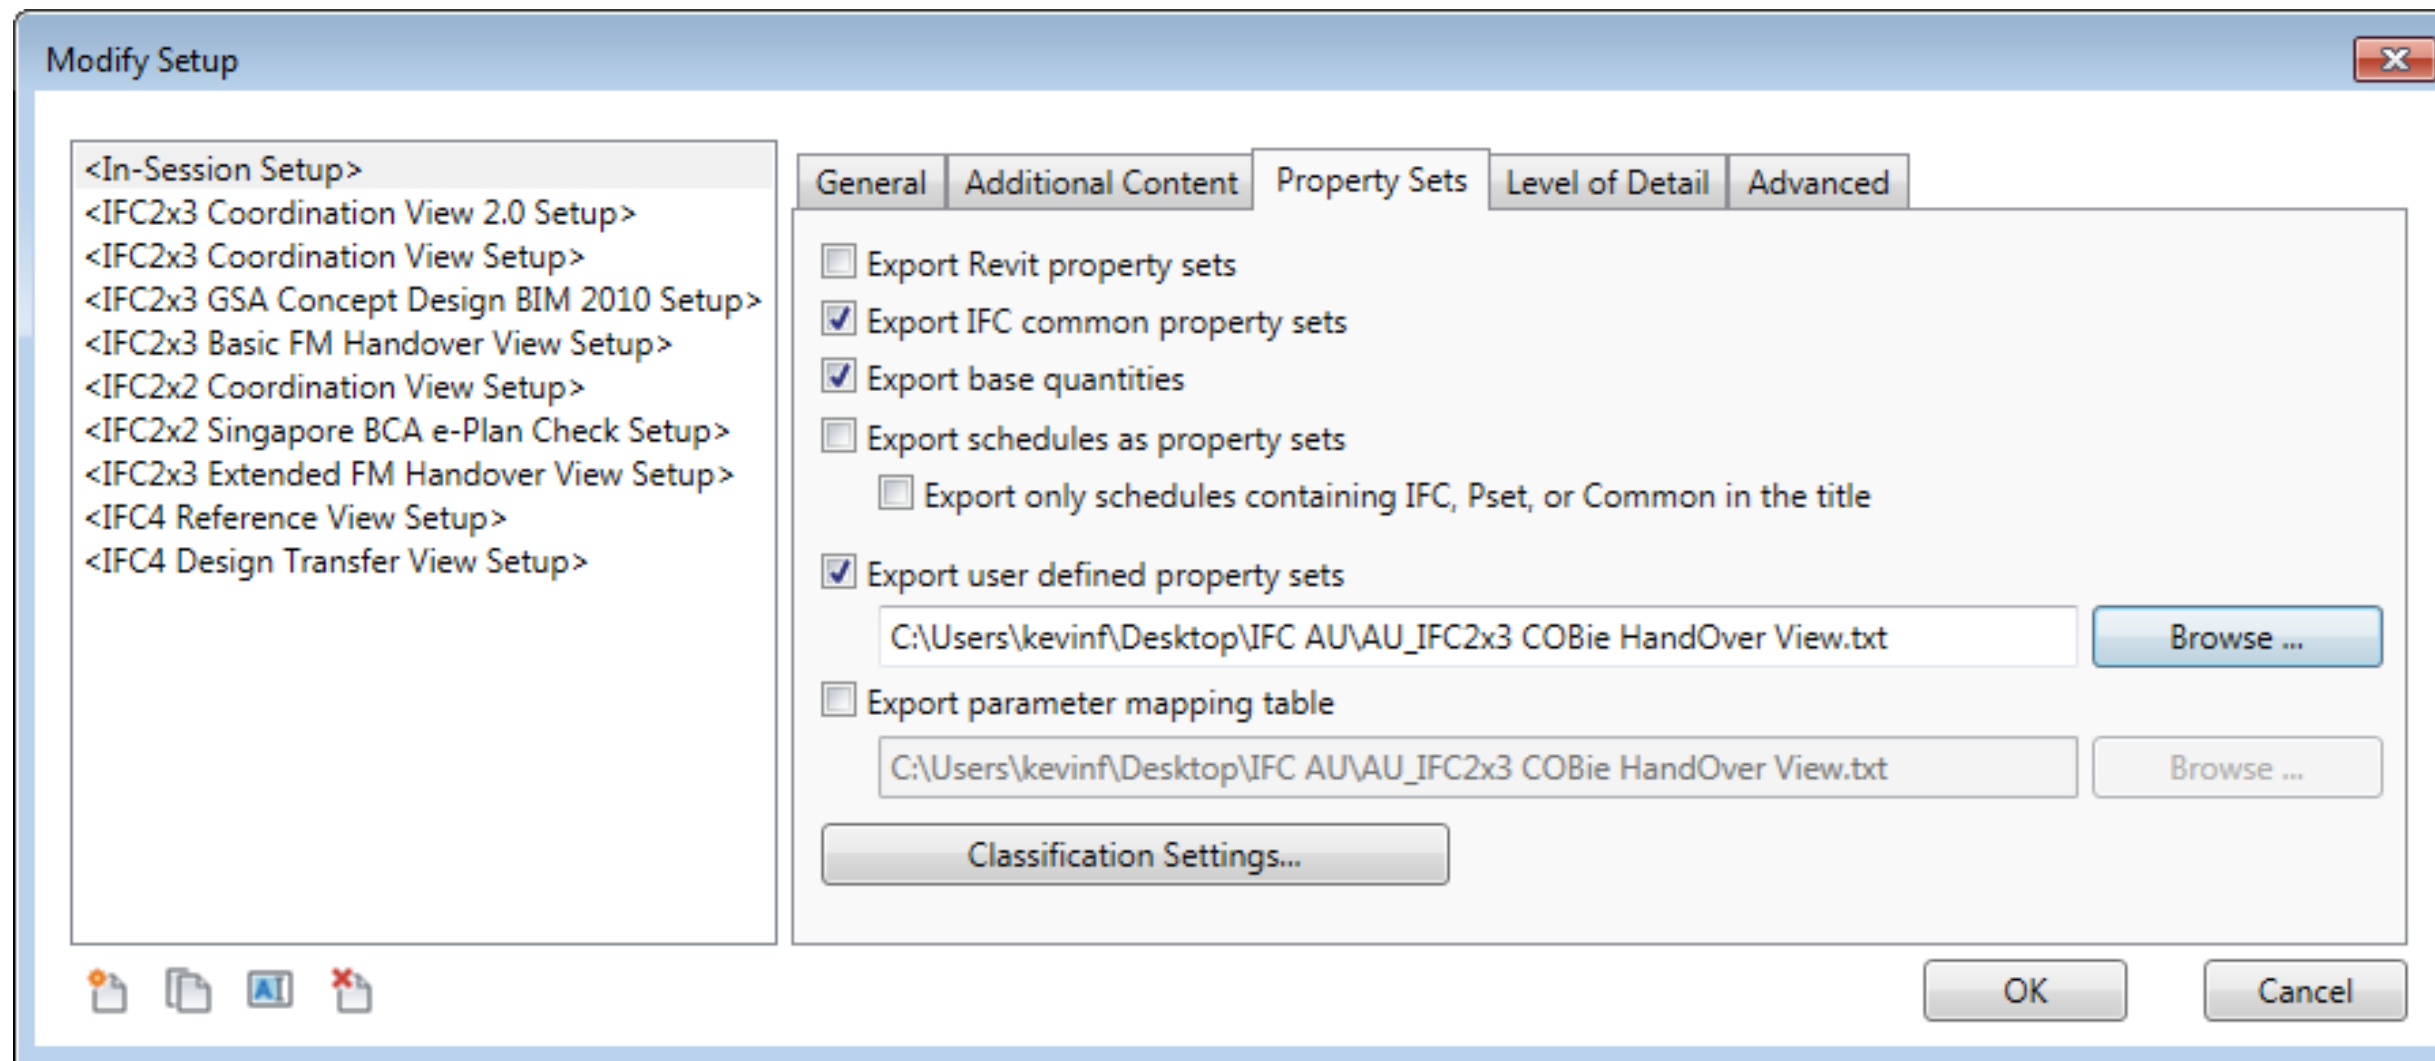 Modify Setup
<In-Session Setup>
<IFC2x3 Coordination View 2.0 Setup>
<IFC2x3 Coordination View Setup>
<IFC2x3 GSA Concept Design BIM 2010 Setup>
<IFC2x3 Basic FM Handover View Setup>
<IFC2x2 Coordination View Setup>
<IFC2x2 Singapore BCA e-Plan Check Setup>
<IFC2x3 Extended FM Handover View Setup>
<IFC4 Reference View Setup>
<IFC4 Design Transfer View Setup>
General Additional Content Property Sets Level of Detail Advanced
Export Revit property sets
Export IFC common property sets
Export base quantities
Export schedules as property sets
Export only schedules containing IFC, Pset, or Common in the title
Export user defined property sets
C:\Users\kevinf\Desktop\IFC AU\AU_IFC2x3 COBie HandOver View.txt Browse ...
Export parameter mapping table
C:\Users\kevinf\Desktop\IFC AU\AU_IFC2x3 COBie HandOver View.txt Browse ...
Classification Settings...
AI
OK Cancel